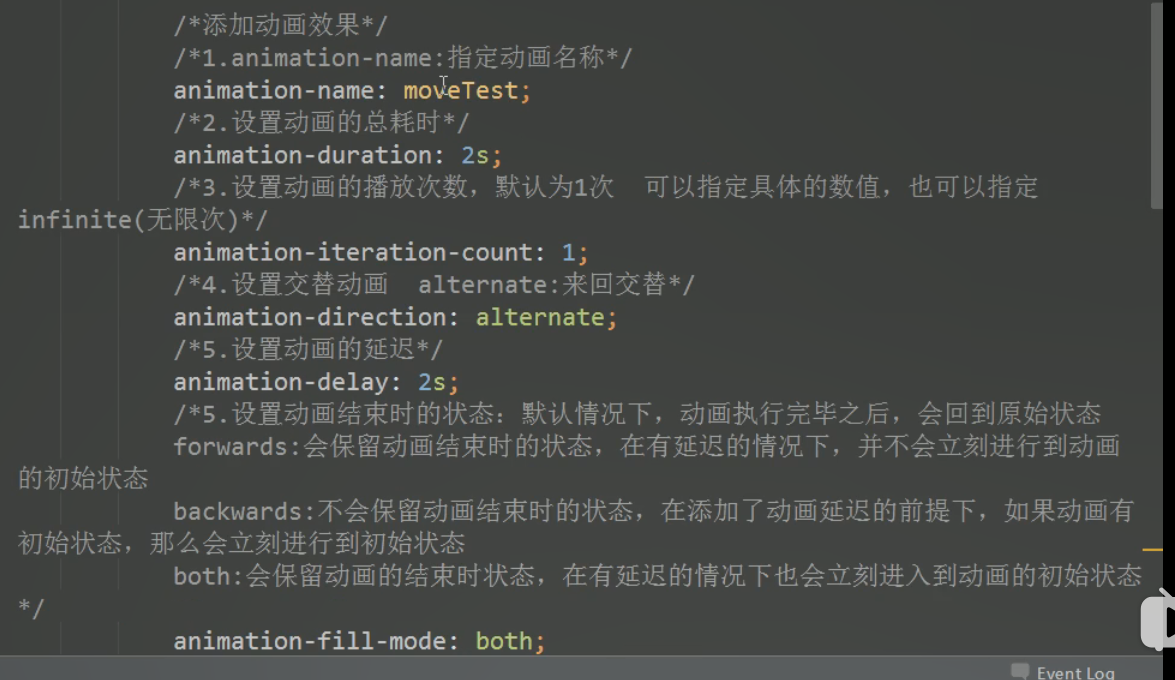 /*添加动画效果*/
/*1.animation-name:指定动画名称*/
animation-name: moveTest;
/*2.设置动画的总耗时*/
animation-duration: 2s;
/*3.设置动画的播放次数，默认为1次  可以指定具体的数值，也可以指定
infinite(无限次)*/
animation-iteration-count: 1;
/*4.设置交替动画  alternate:来回交替*/
animation-direction: alternate;
/*5.设置动画的延迟*/
animation-delay: 2s;
/*5.设置动画结束时的状态：默认情况下，动画执行完毕之后，会回到原始状态
forwards:会保留动画结束时的状态，在有延迟的情况下，并不会立刻进行到动画
的初始状态
backwards:不会保留动画结束时的状态，在添加了动画延迟的前提下，如果动画有
初始状态，那么会立刻进行到初始状态
both:会保留动画的结束时状态，在有延迟的情况下也会立刻进入到动画的初始状态
*/
animation-fill-mode: both;
Event Log